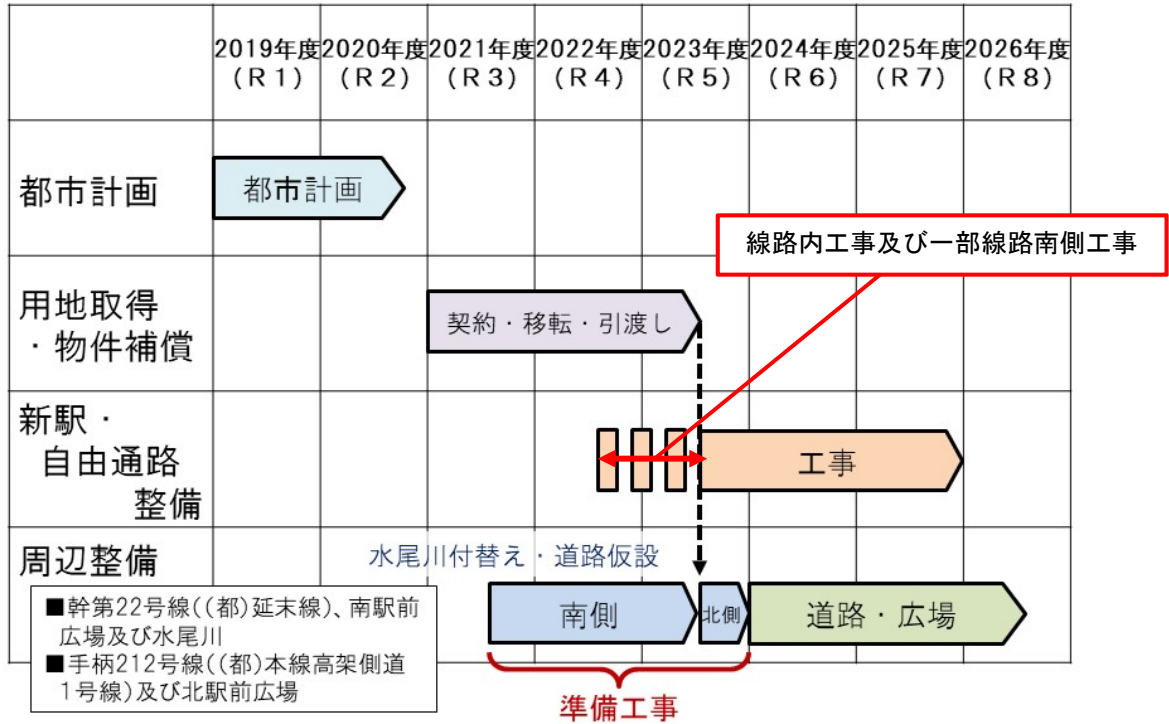 2019年度 2020年度 2021年度 2022年度 2023年度 2024年度 2025年度 2026年度
(R1) (R2) (R3) (R4) (R5) (R6) (R7) (R8)
都市計画
都市計画
線路内工事及び一部線路南側工事
用地取得
・物件補償
契約・移転・引渡し
新駅・
自由通路
整備
工事
周辺整備
水尾川付替え・道路仮設
■幹第22号線((都)延末線)、南駅前
広場及び水尾川
■手柄212号線((都)本線高架側道
1号線)及び北駅前広場
南側
北側
道路・広場
準備工事